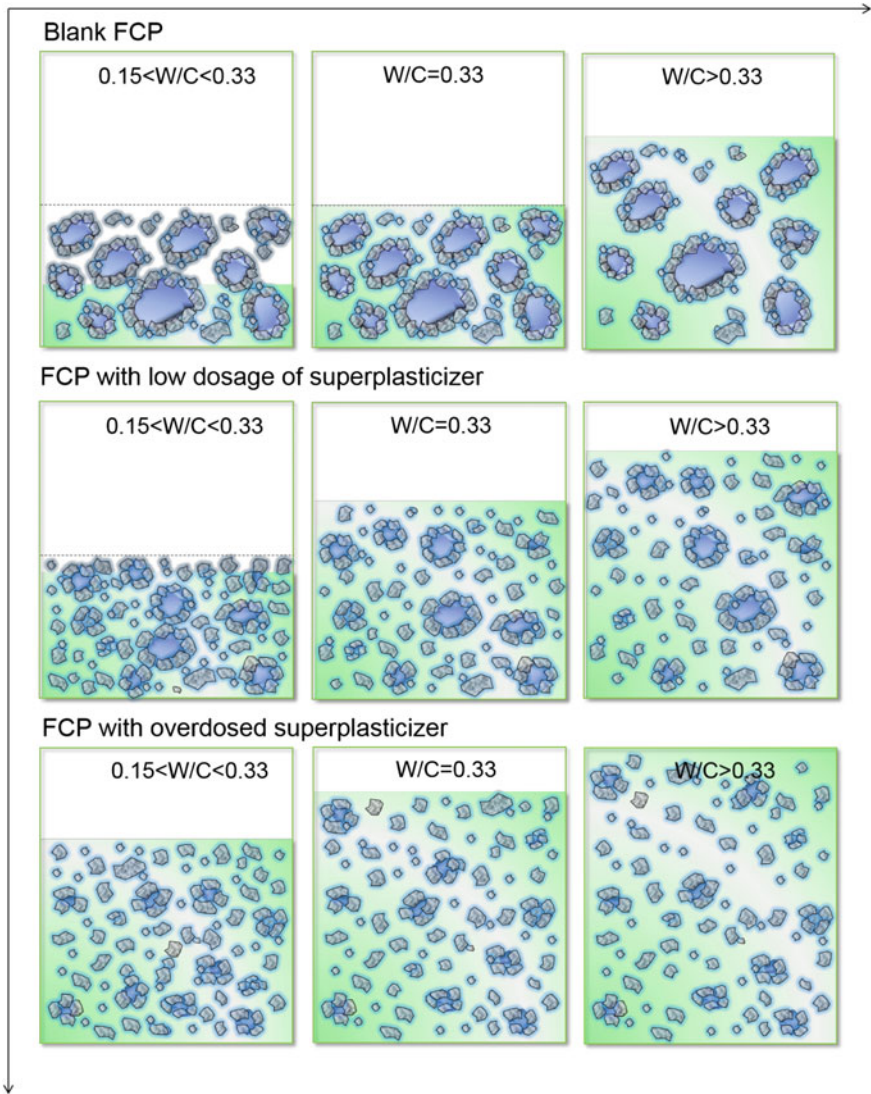 Blank FCP
0.15<W/C<0.33
W/C=0.33
W/C>0.33
FCP with low dosage of superplasticizer
0.15<W/C<0.33
W/C=0.33
W/C>0.33
FCP with overdosed superplasticizer
0.15<W/C<0.33
W/C=0.33
W/C>0.33